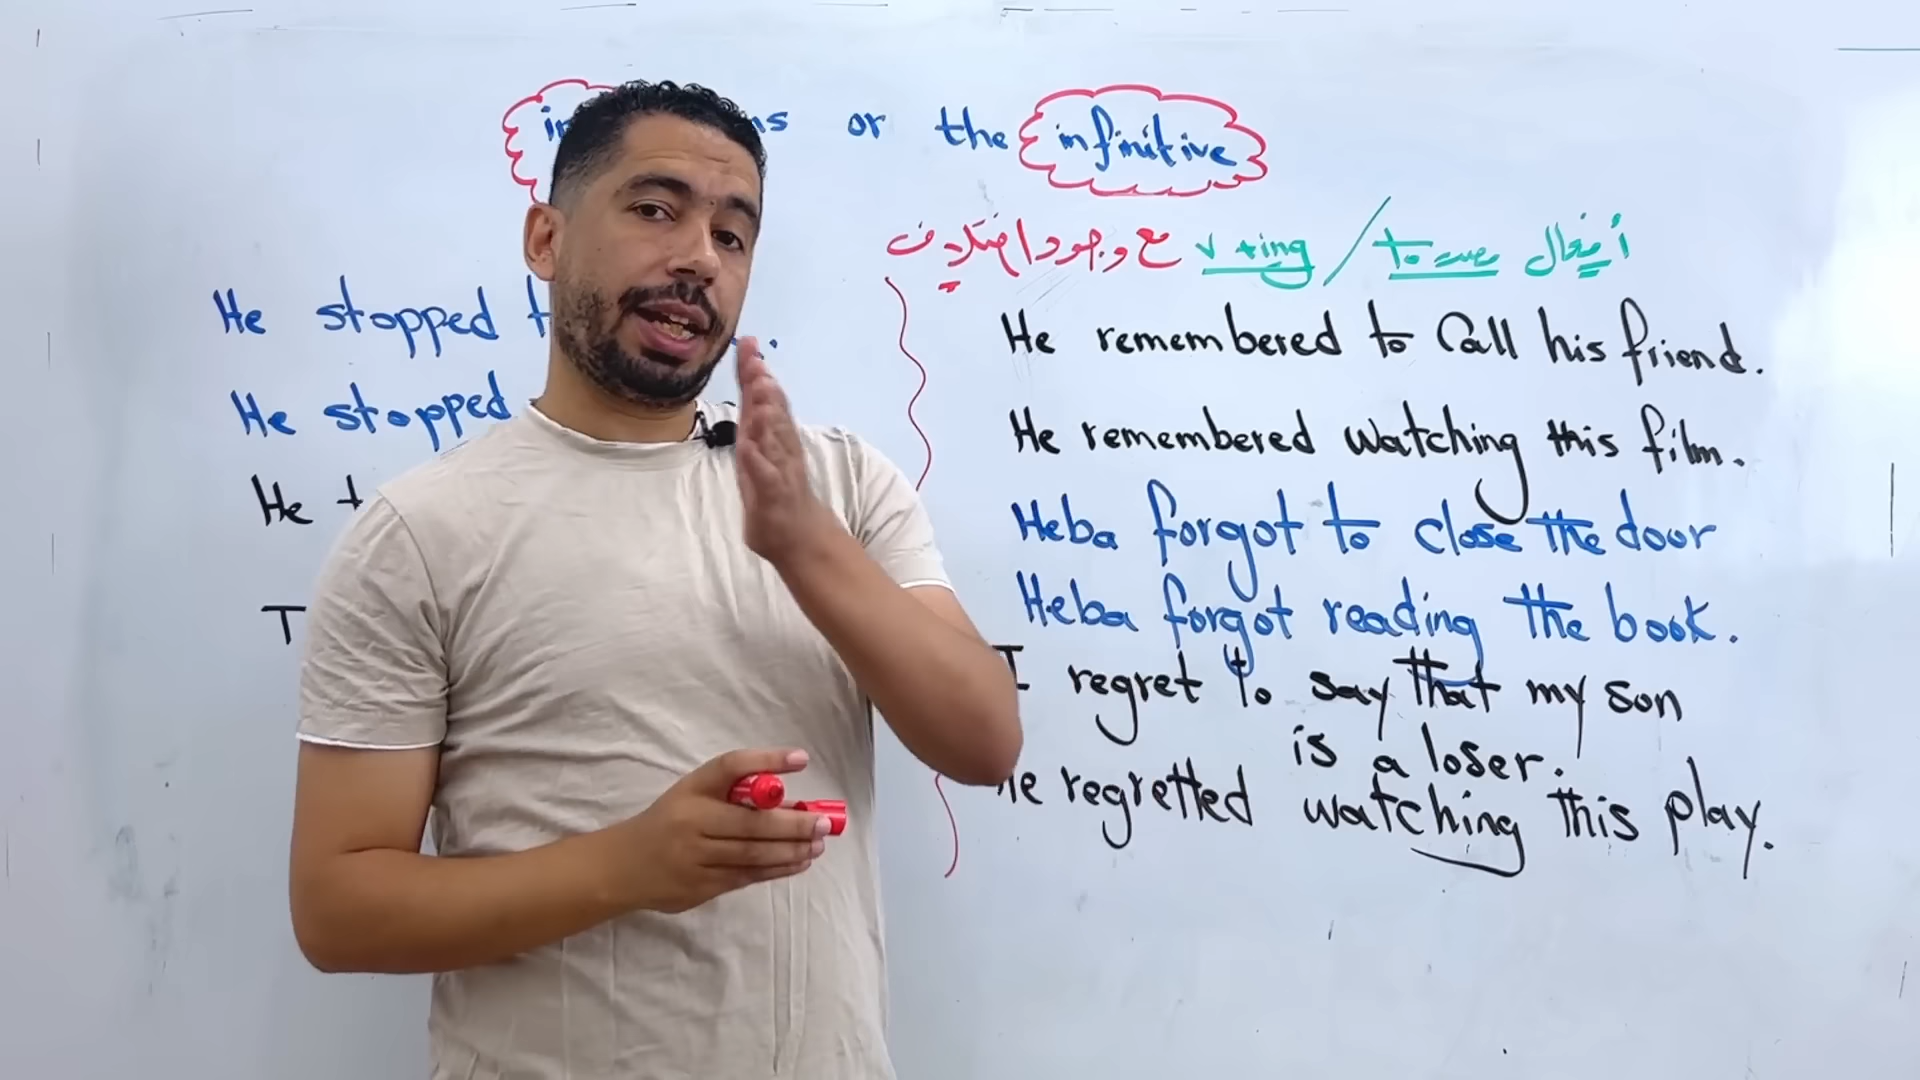 or the infinitive
أفعال to مصدر / v+ing مع وجود اختلاف
He stopped
He stopped
He
He remembered to Call his friend.
He remembered watching this film.
Heba forgot to close the door
Heba forgot reading the book.
I regret to say that my son
is a loser.
He regretted watching this play.